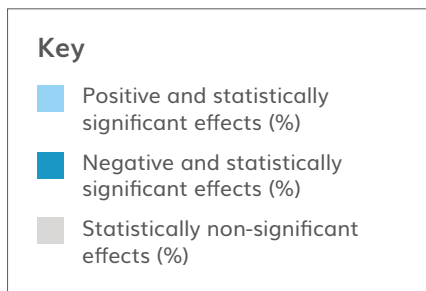 Key
Positive and statistically
significant effects (%)
Negative and statistically
significant effects (%)
Statistically non-significant
effects (%)